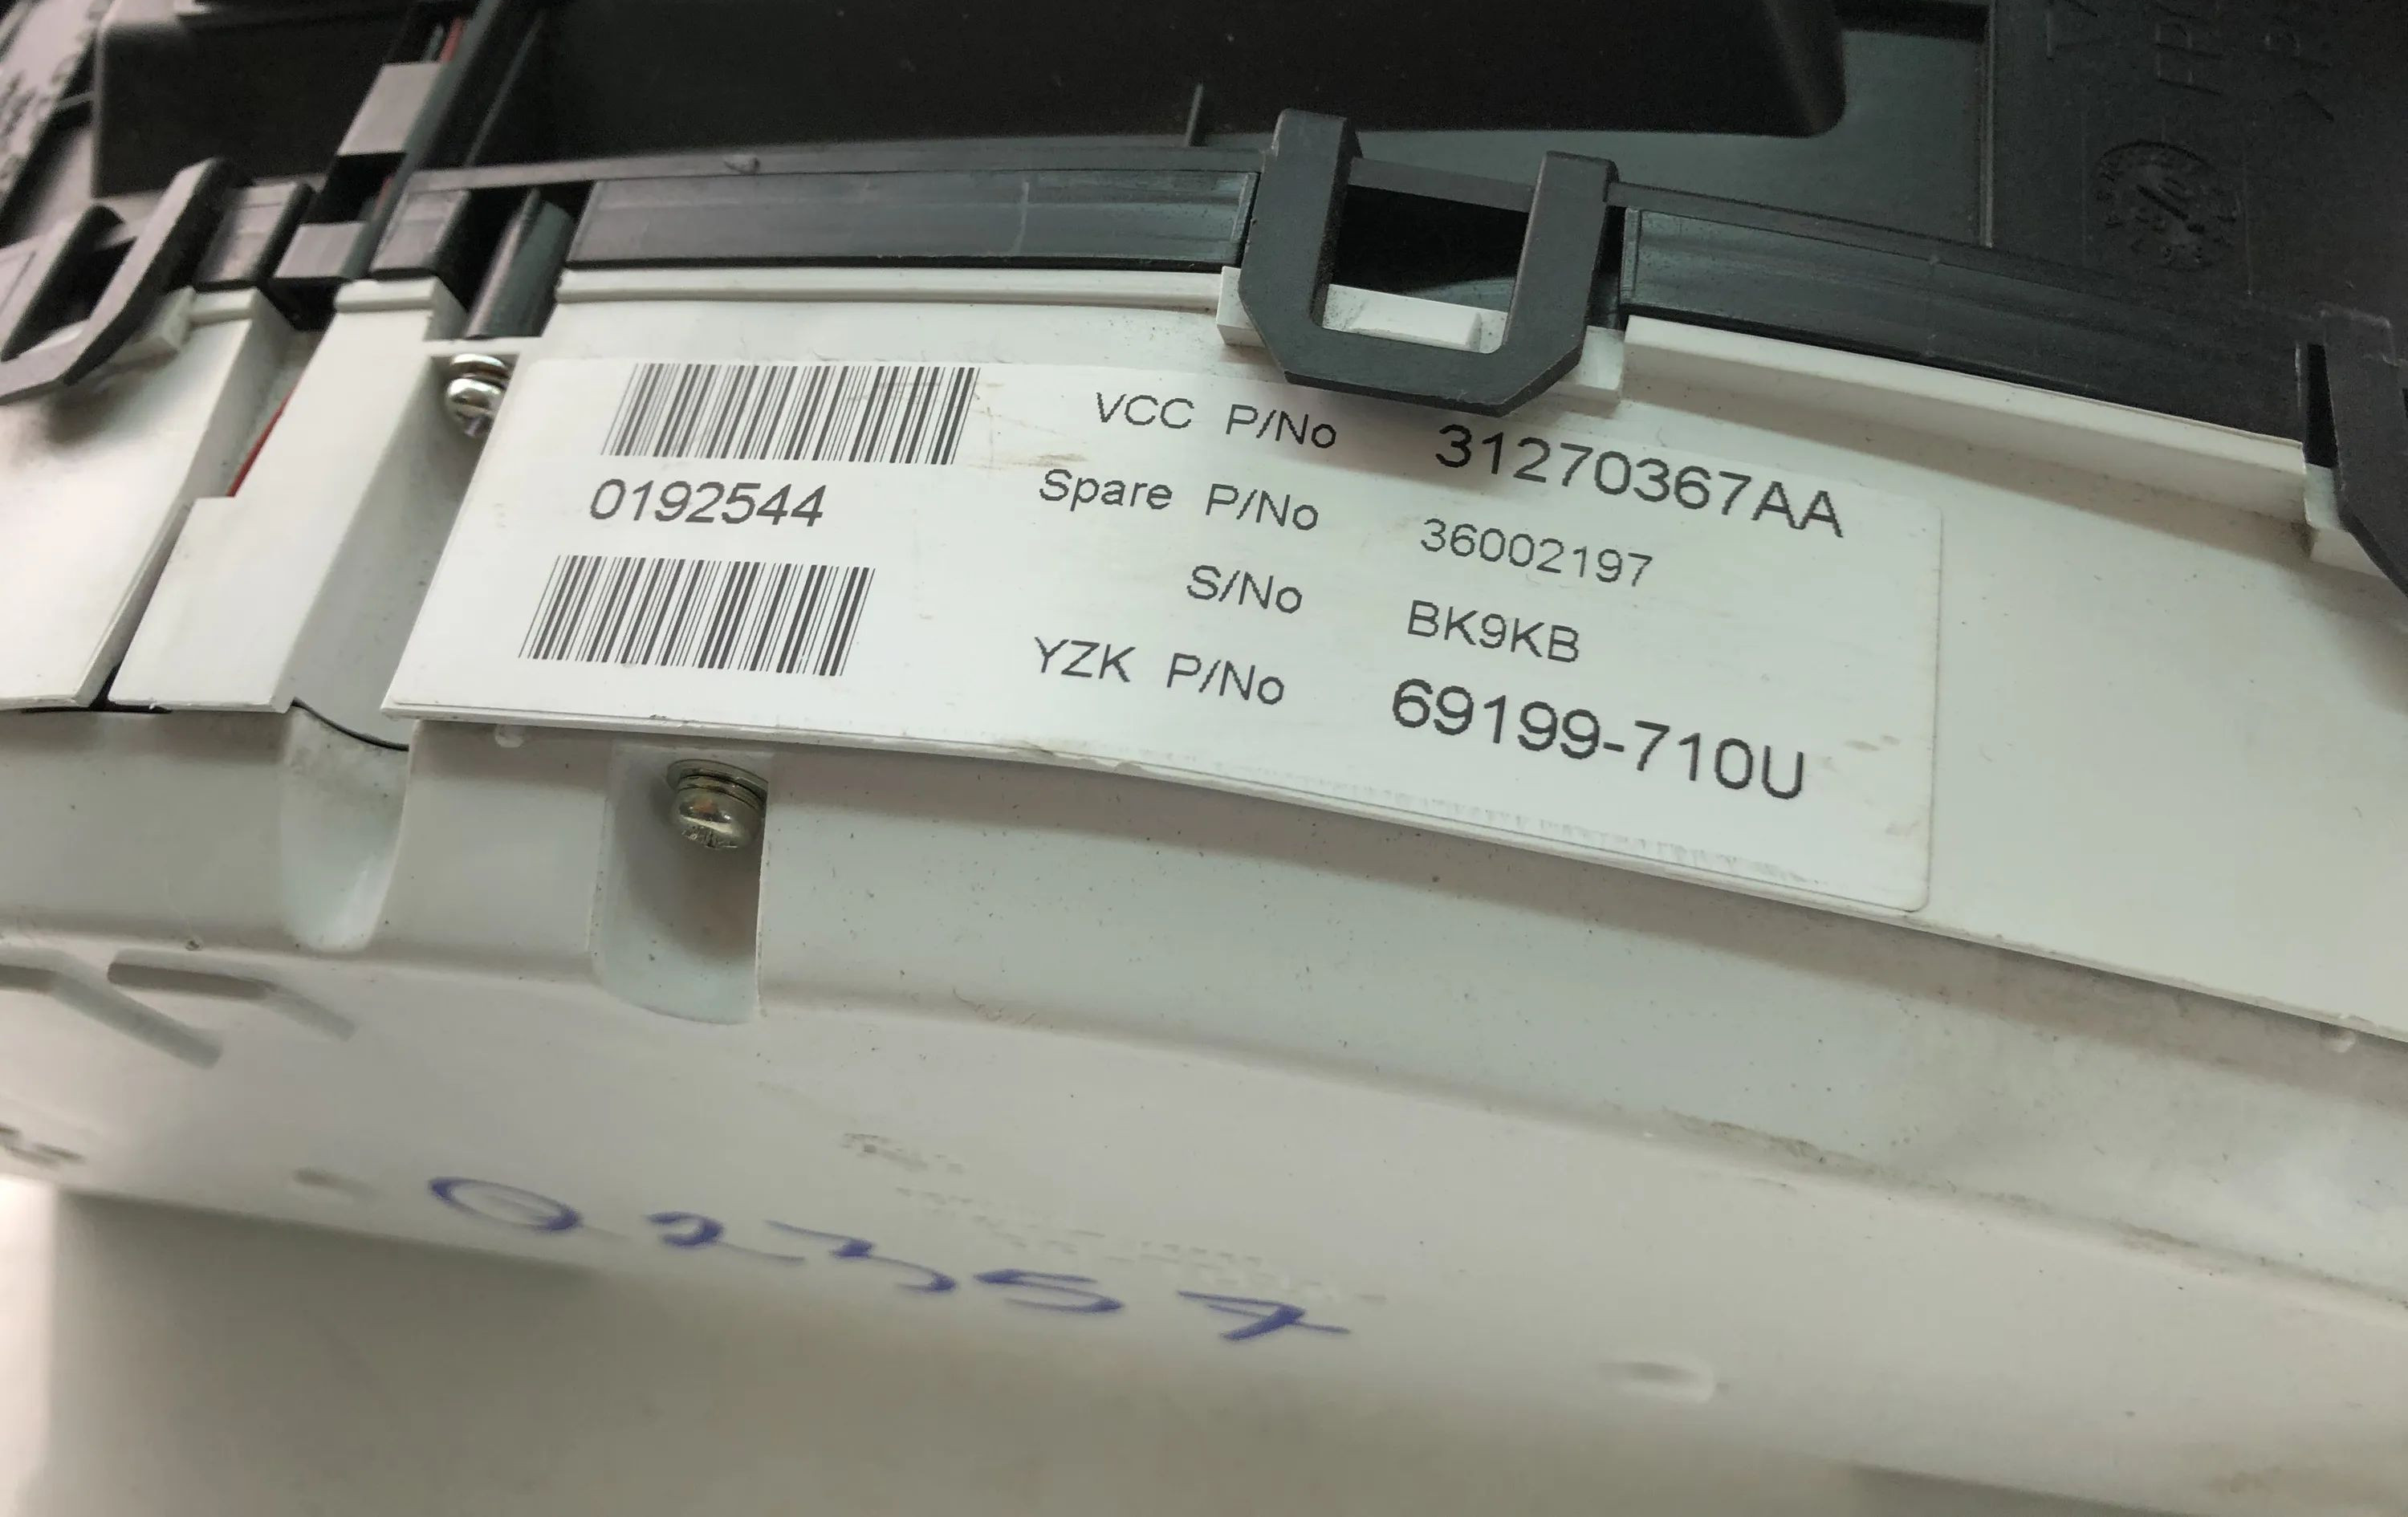 VCC P/No 31270367AA
Spare P/No 36002197
S/No BK9KB
YZK P/No 69199-710U
0192544